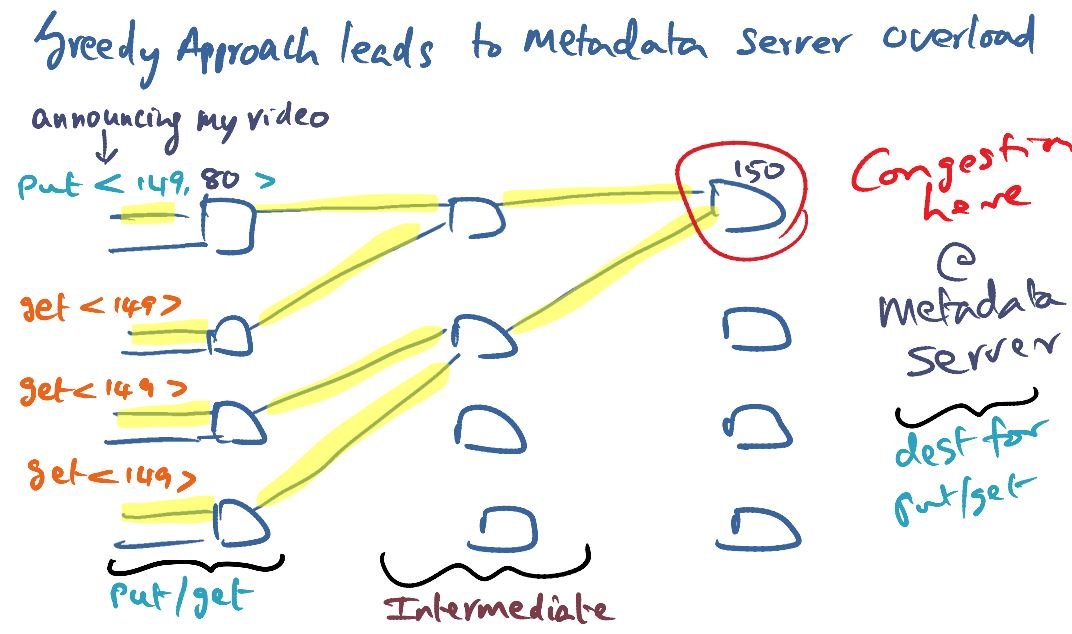 Greedy Approach leads to Metadata Server overload
announcing my video
put < 149, 80 >
150
Congestion
here
@
Metadata
server
get < 149 >
get < 149 >
get < 149 >
dest for
put/get
put/get
Intermediate